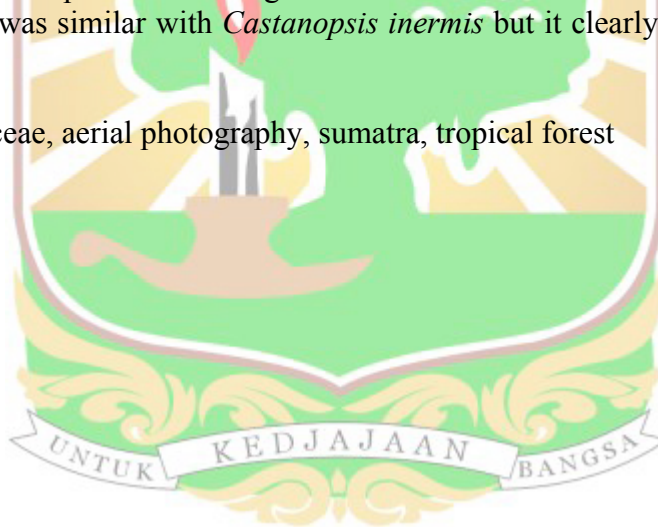 was similar with Castanopsis inermis but it clearly
eae, aerial photography, sumatra, tropical forest
UNTUK KEDJAJAAN BANGSA